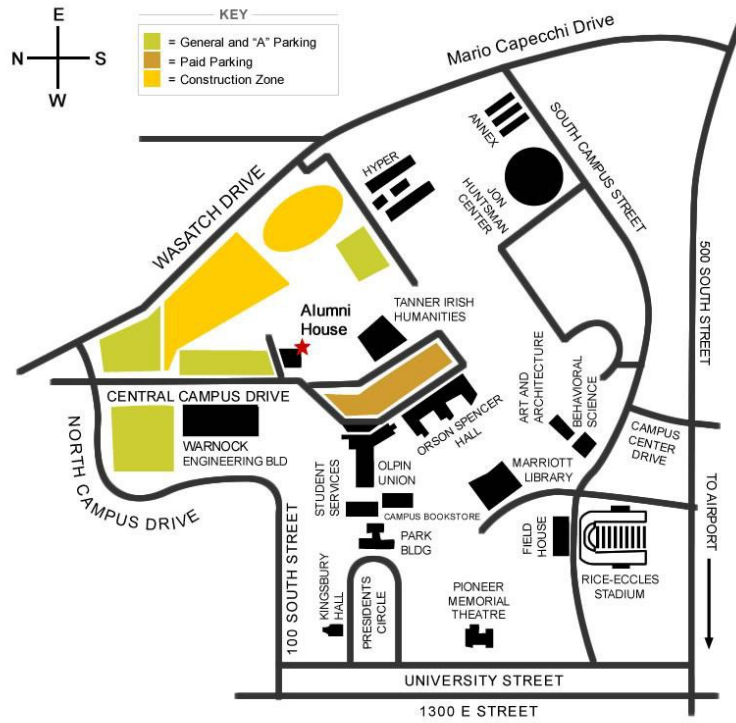 E
N
S
W
KEY
= General and "A" Parking
= Paid Parking
= Construction Zone
Mario Capecchi Drive
ANNEX
SOUTH CAMPUS STREET
HYPER
JON
HUNTSMAN
CENTER
WASATCH DRIVE
500 SOUTH STREET
Alumni
House
TANNER IRISH
HUMANITIES
CENTRAL CAMPUS DRIVE
ART AND
ARCHITECTURE
BEHAVIORAL
SCIENCE
ORSON SPENCER
HALL
CAMPUS
CENTER
DRIVE
NORTH CAMPUS DRIVE
WARNOCK
ENGINEERING BLD
STUDENT
SERVICES
OLPIN
UNION
MARRIOTT
LIBRARY
TO AIRPORT
CAMPUS BOOKSTORE
PARK
BLDG
FIELD
HOUSE
RICE-ECCLES
STADIUM
100 SOUTH STREET
KINGSBURY
HALL
PRESIDENTS
CIRCLE
PIONEER
MEMORIAL
THEATRE
UNIVERSITY STREET
1300 E STREET